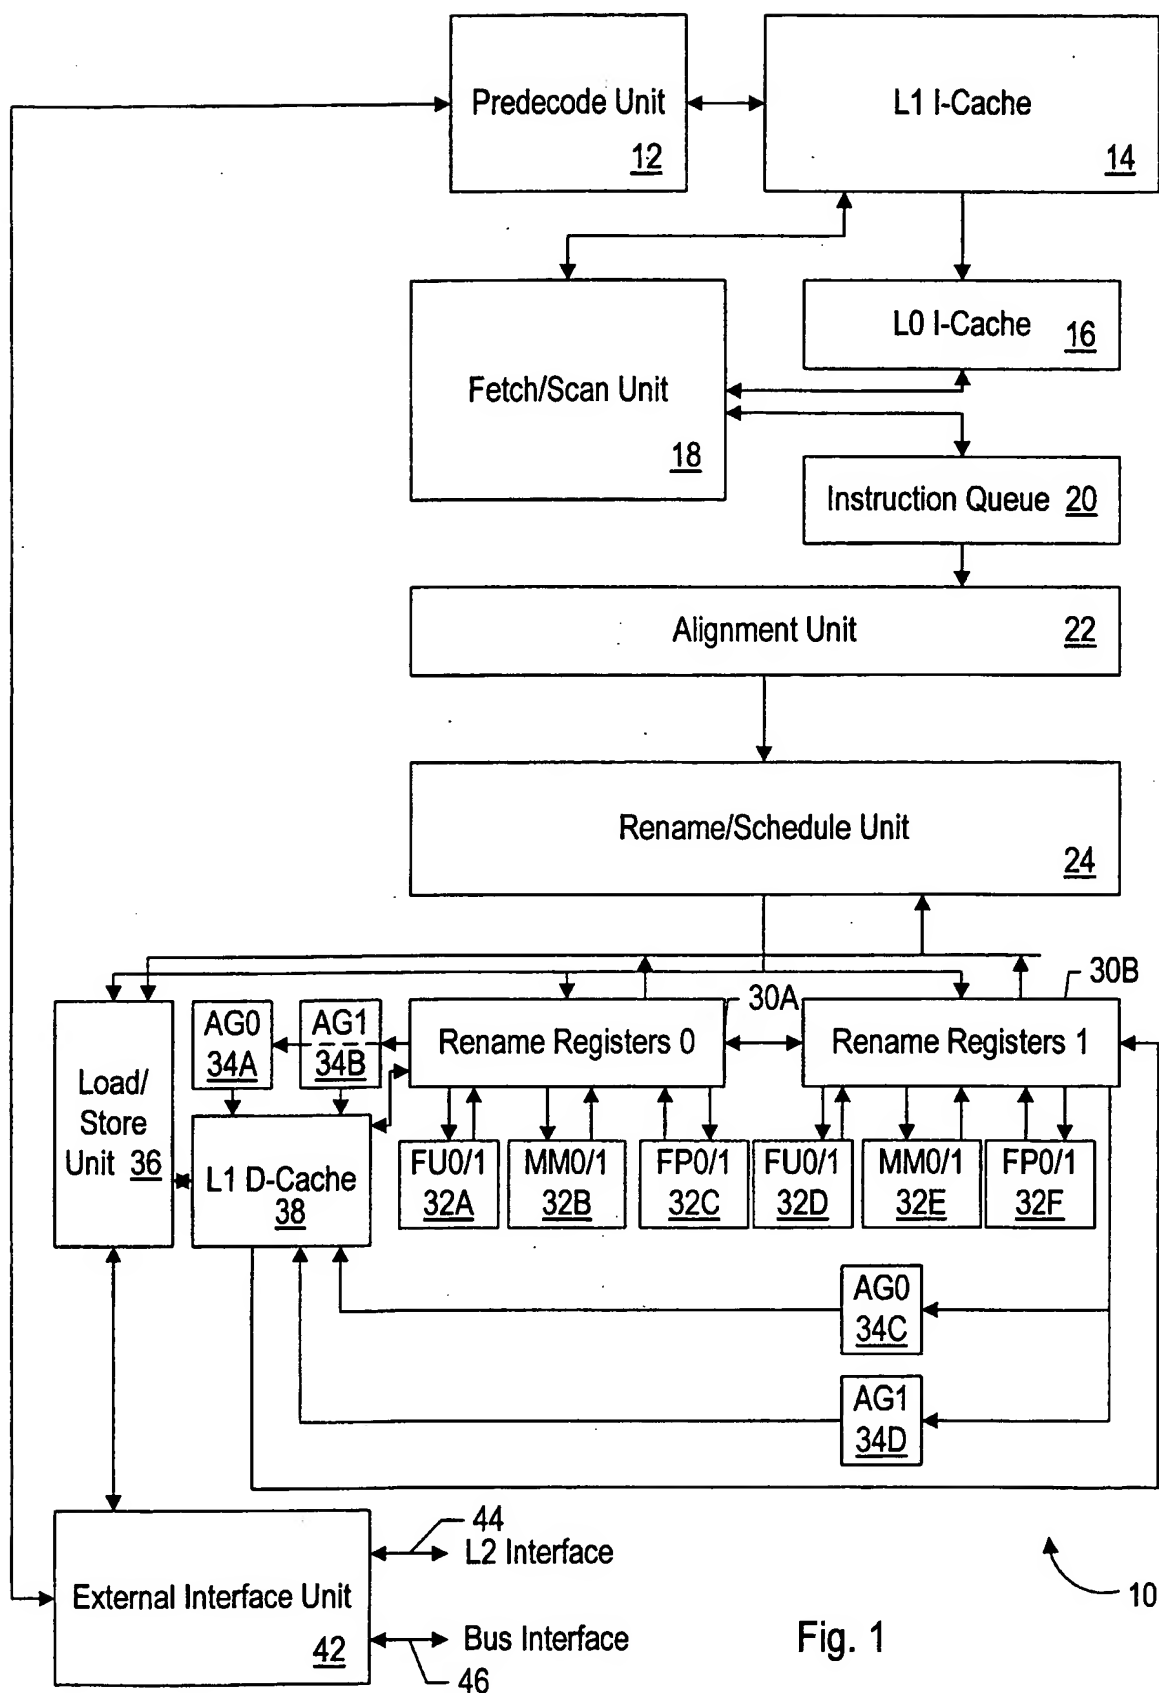 Predecode Unit
12
L1 I-Cache
14
L0 I-Cache
16
Fetch/Scan Unit
18
Instruction Queue 20
Alignment Unit
22
Rename/Schedule Unit
24
30A
30B
Load/
Store
Unit 36
AG0
34A
AG1
34B
Rename Registers 0
Rename Registers 1
L1 D-Cache
38
FU0/1
32A
MM0/1
32B
FP0/1
32C
FU0/1
32D
MM0/1
32E
FP0/1
32F
AG0
34C
AG1
34D
External Interface Unit
42
44
L2 Interface
Bus Interface
46
10
Fig. 1